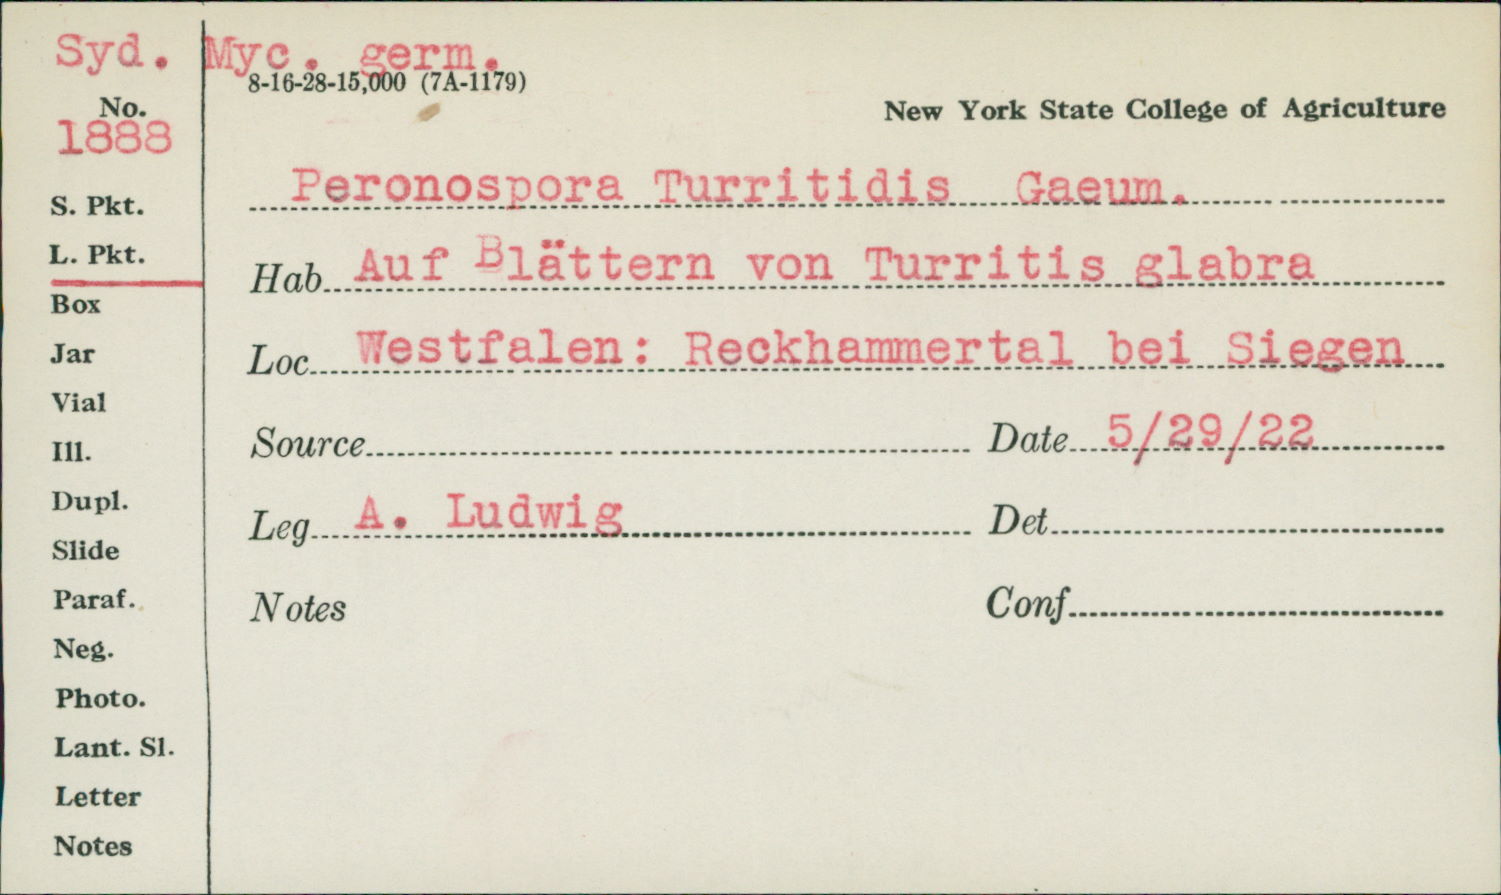 Syd. Myc. germ.
8-16-28-15,000 (7A-1179)
No.
1888
New York State College of Agriculture
S. Pkt.
L. Pkt.
Box
Jar
Vial
Ill.
Dupl.
Slide
Paraf.
Neg.
Photo.
Lant. Sl.
Letter
Notes
Peronospora Turritidis Gaeum.
Hab Auf Blättern von Turritis glabra
Loc Westfalen: Reckhammertal bei Siegen
Source
Date 5/29/22
Leg A. Ludwig
Det
Notes
Conf